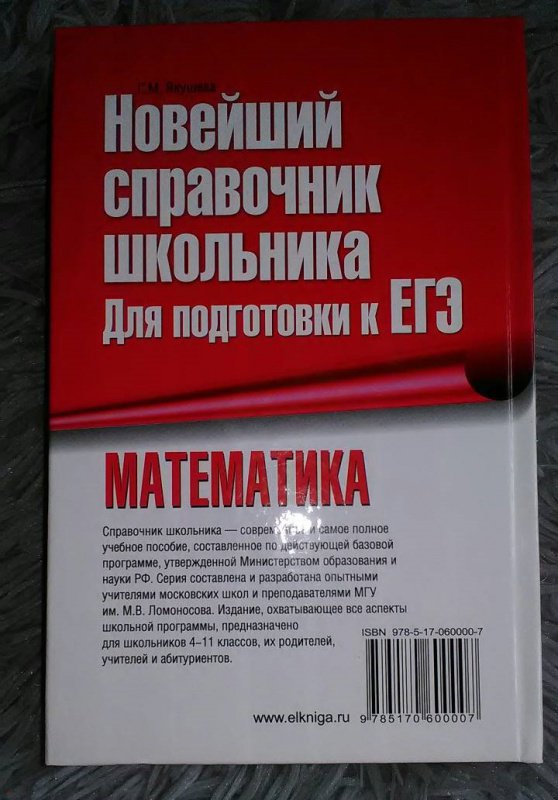 Г.М. Якушева
Новейший
справочник
школьника
Для подготовки к ЕГЭ
МАТЕМАТИКА
Справочник школьника — современное и самое полное
учебное пособие, составленное по действующей базовой
программе, утвержденной Министерством образования и
науки РФ. Серия составлена и разработана опытными
учителями московских школ и преподавателями МГУ
им. М.В. Ломоносова. Издание, охватывающее все аспекты
школьной программы, предназначено
для школьников 4–11 классов, их родителей,
учителей и абитуриентов.
ISBN 978-5-17-060000-7
www.elkniga.ru
9 785170 600007